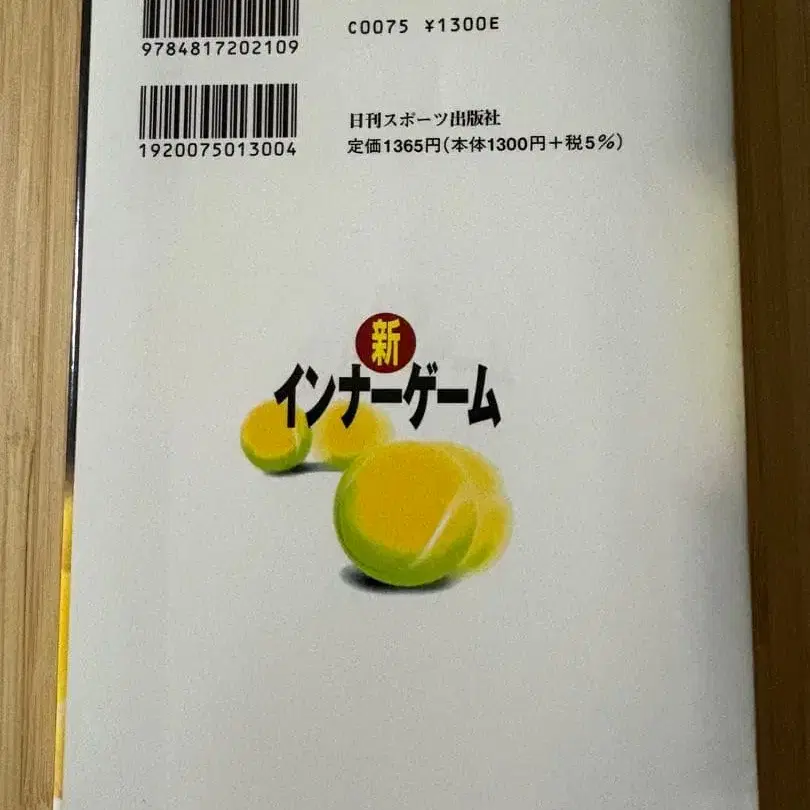 9784817202109
C0075 ¥1300E
1920075013004
日刊スポーツ出版社
定価1365円(本体1300円+税5%)
新
インナーゲーム